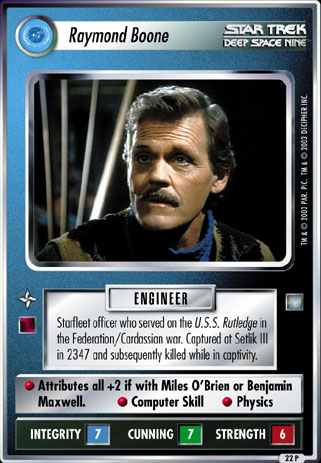 Raymond Boone
STAR TREK
DEEP SPACE NINE
TM & © 2003 PAR. PIC. TM & © 2003 DECIPHER INC.
ENGINEER
Starfleet officer who served on the U.S.S. Rutledge in
the Federation/Cardassian war. Captured at Setlik III
in 2347 and subsequently killed while in captivity.
Attributes all +2 if with Miles O'Brien or Benjamin
Maxwell. Computer Skill Physics
INTEGRITY 7 CUNNING 7 STRENGTH 6
22 P